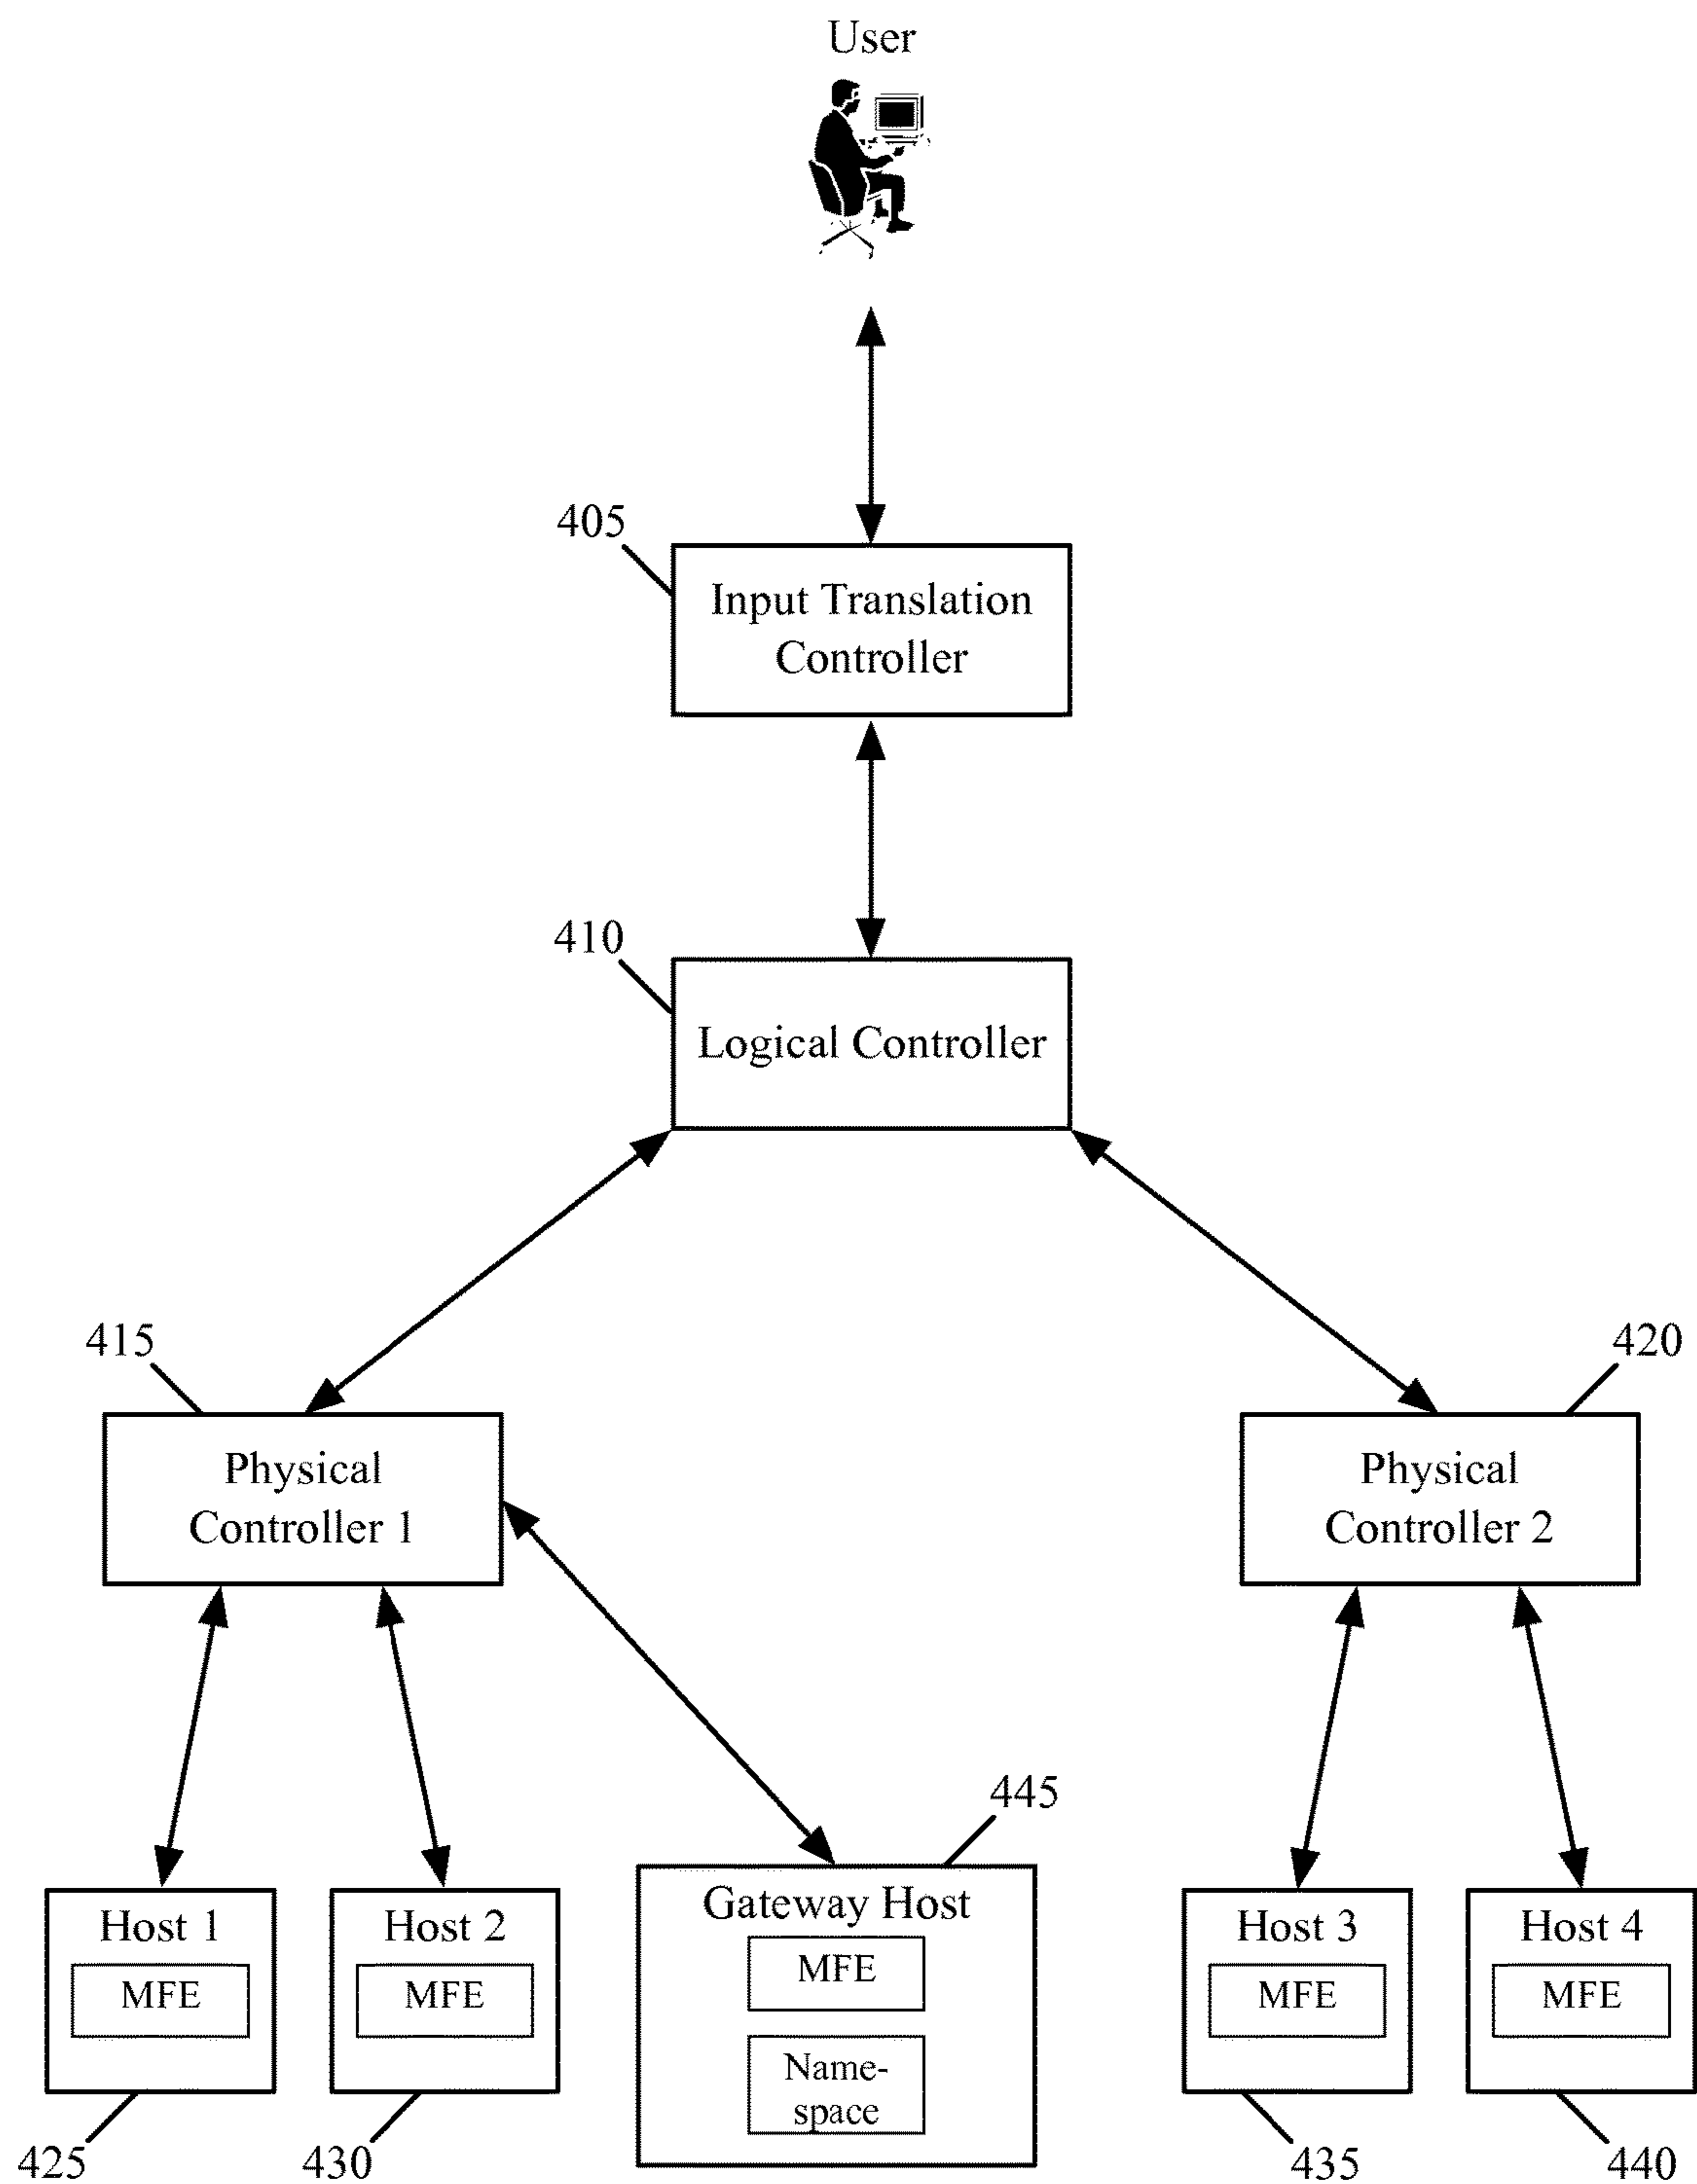 User
405
Input Translation
Controller
410
Logical Controller
415
420
Physical
Controller 1
Physical
Controller 2
445
Host 1
MFE
Host 2
MFE
Gateway Host
MFE
Name-
space
Host 3
MFE
Host 4
MFE
425
430
435
440